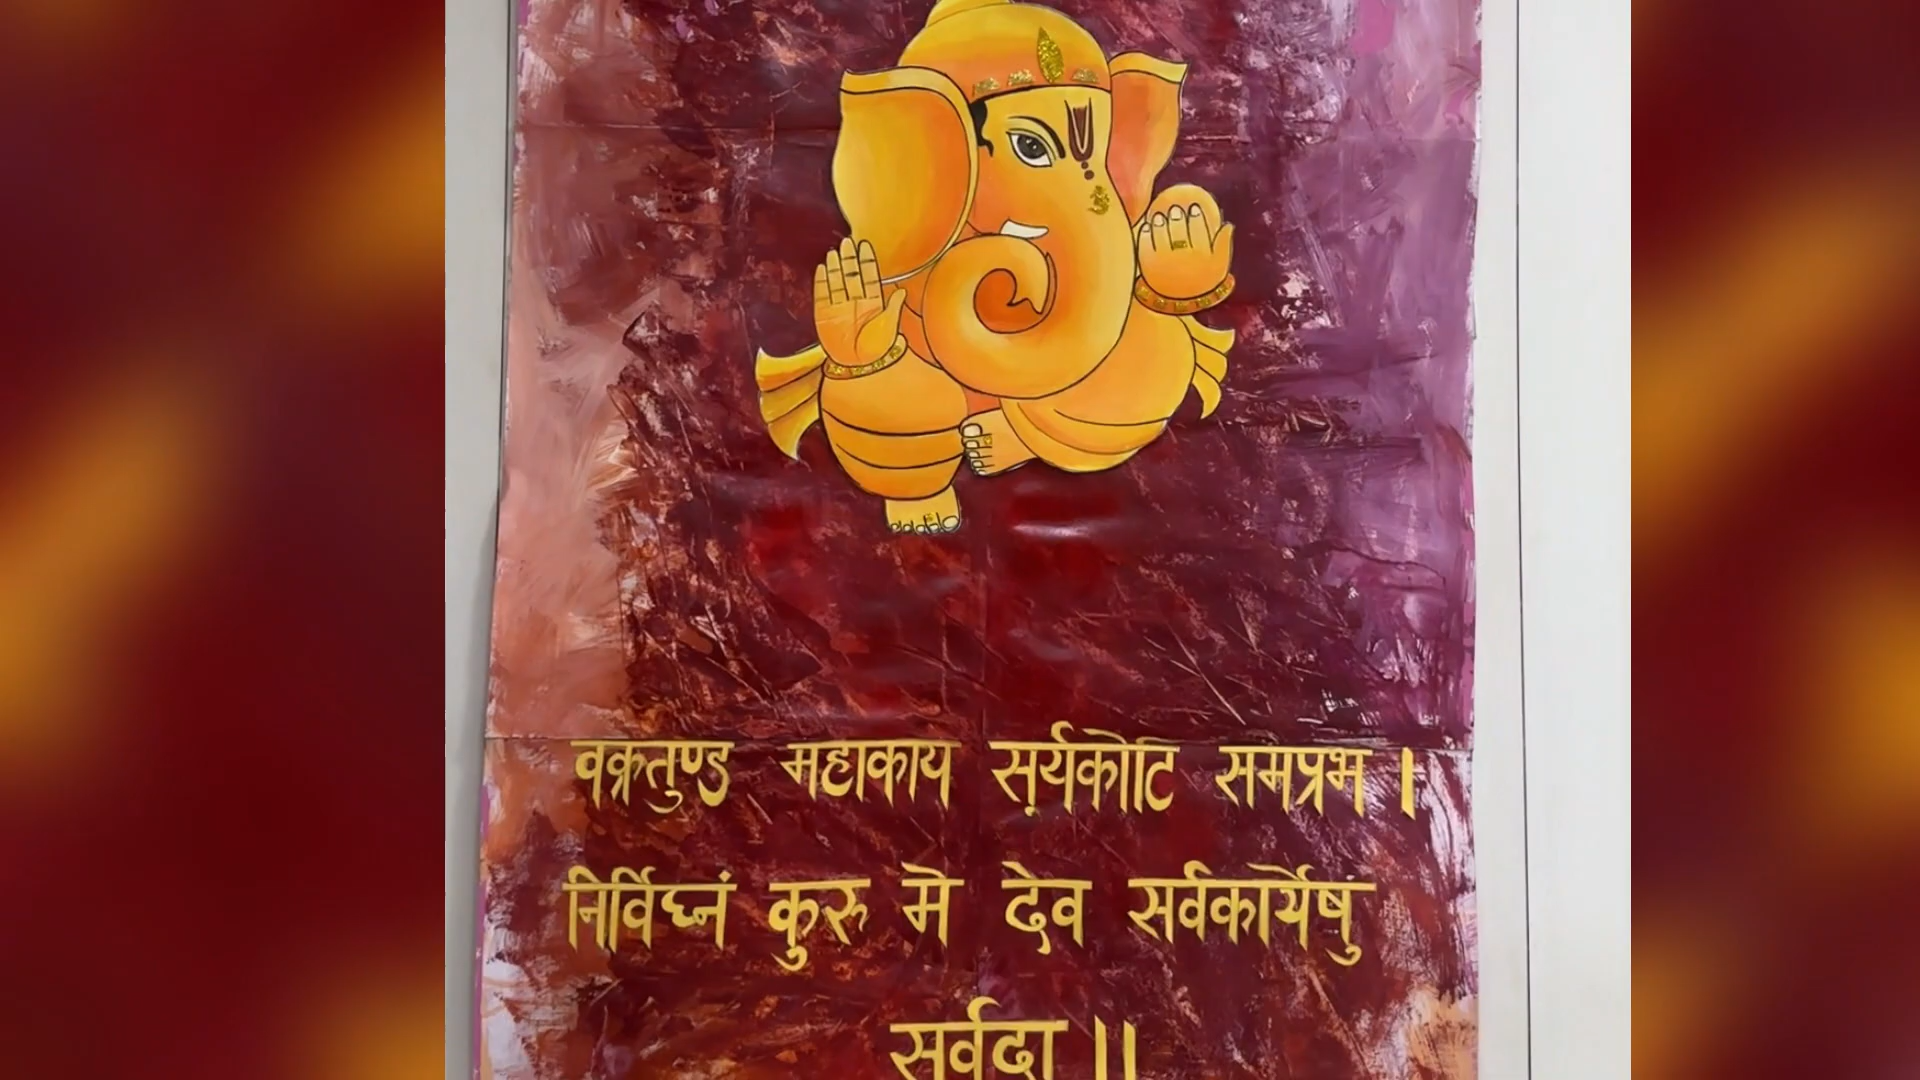 वक्रतुण्ड महाकाय सूर्यकोटि समप्रभ ।
निर्विघ्नं कुरु मे देव सर्वकार्येषु
सर्वदा ।।